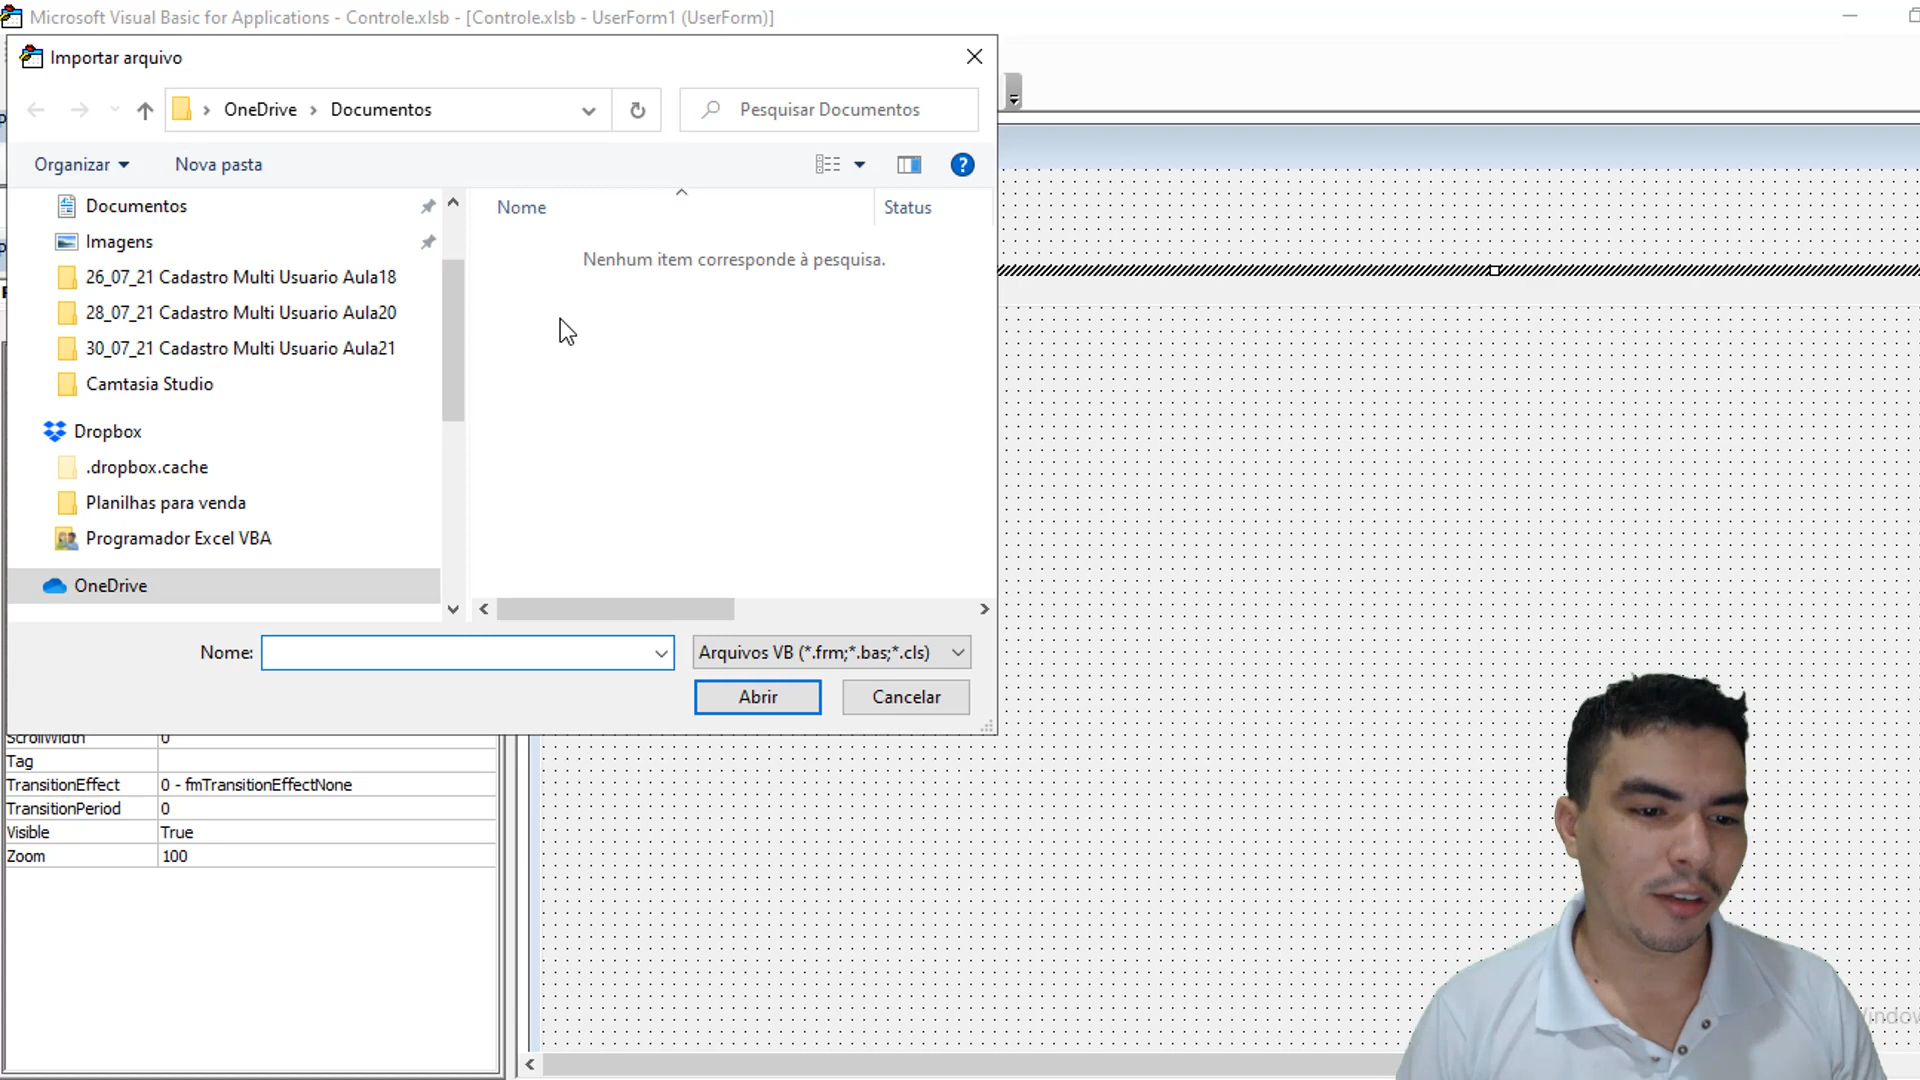 Microsoft Visual Basic for Applications - Controle.xlsb - [Controle.xlsb - UserForm1 (UserForm)]
Importar arquivo
OneDrive > Documentos
Pesquisar Documentos
Organizar
Nova pasta
Documentos
Imagens
26_07_21 Cadastro Multi Usuario Aula18
28_07_21 Cadastro Multi Usuario Aula20
30_07_21 Cadastro Multi Usuario Aula21
Camtasia Studio
Dropbox
.dropbox.cache
Planilhas para venda
Programador Excel VBA
OneDrive
Nome
Status
Nenhum item corresponde à pesquisa.
Nome:
Arquivos VB (*.frm;*.bas;*.cls)
Abrir
Cancelar
ScrollWidth 0
Tag
TransitionEffect 0 - fmTransitionEffectNone
TransitionPeriod 0
Visible True
Zoom 100